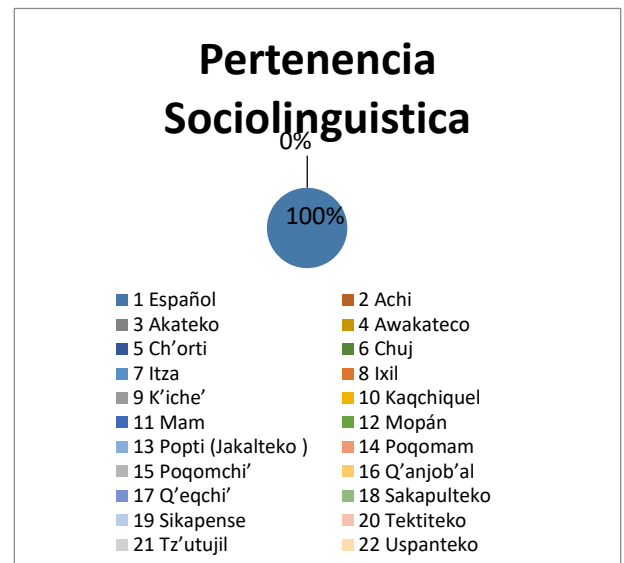 Pertenencia
Sociolinguistica
0%
100%
1 Español
2 Achi
3 Akateko
4 Awakateco
5 Ch’orti
6 Chuj
7 Itza
8 Ixil
9 K’iche’
10 Kaqchiquel
11 Mam
12 Mopán
13 Popti (Jakalteko )
14 Poqomam
15 Poqomchi’
16 Q’anjob’al
17 Q’eqchi’
18 Sakapulteko
19 Sikapense
20 Tektiteko
21 Tz’utujil
22 Uspanteko